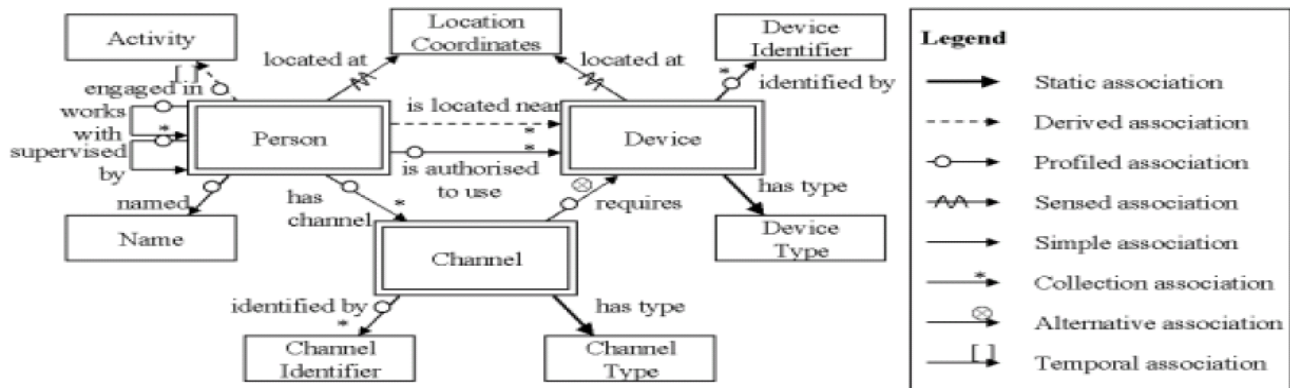 Activity
Location
Coordinates
Device
Identifier
located at
located at
identified by
*
[ ]
engaged in
works
with
*
supervised
by
Person
is located near
*
*
is authorised
to use
Device
named
Name
has
channel
*
requires
has type
Device
Type
Channel
identified by
*
has type
Channel
Identifier
Channel
Type
Legend
Static association
Derived association
Profiled association
Sensed association
Simple association
*
Collection association
Alternative association
[ ]
Temporal association